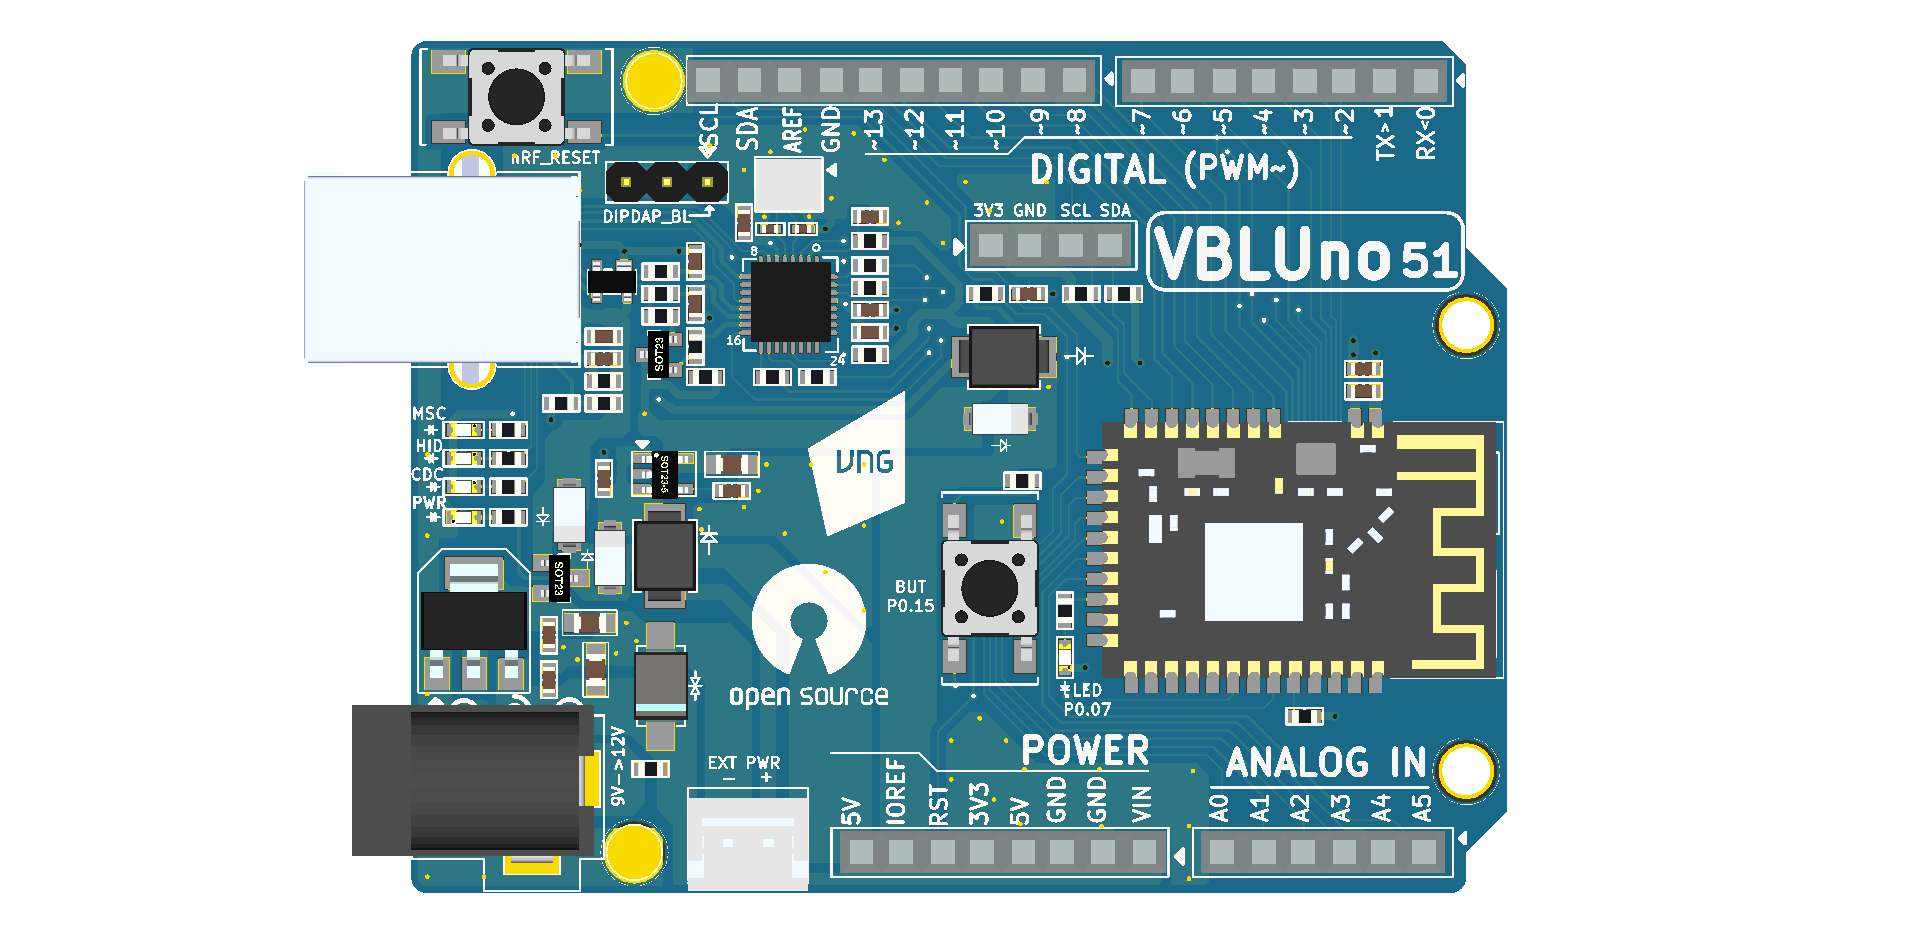 nRF_RESET
SCL
SDA
AREF
GND
~13
~12
~11
~10
~9
~8
~7
~6
~5
~4
~3
~2
TX>1
RX<0
DIGITAL (PWM~)
DIPDAP_BL
3V3 GND SCL SDA
VBLUno51
8
16
24
SOT23
MSC
HID
CDC
PWR
SOT23-5
VNG
SOT23
BUT
P0.15
LED
P0.07
open source
9V->12V
EXT PWR
- +
POWER
ANALOG IN
5V
IOREF
RST
3V3
5V
GND
GND
VIN
A0
A1
A2
A3
A4
A5